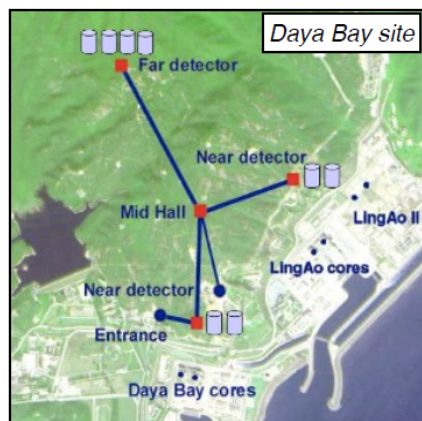 Daya Bay site
Far detector
Near detector
Mid Hall
LingAo II
LingAo cores
Near detector
Entrance
Daya Bay cores